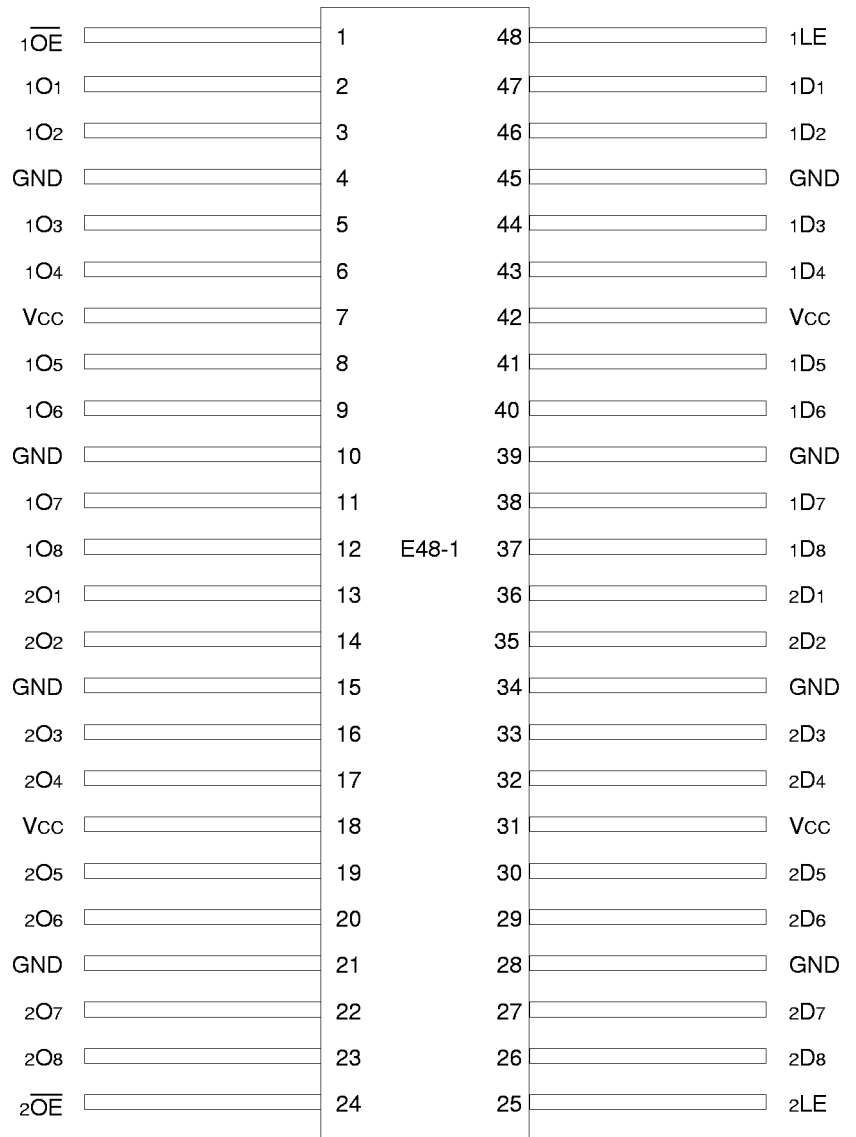 1O̅E̅ 1 48 1LE
1O1 2 47 1D1
1O2 3 46 1D2
GND 4 45 GND
1O3 5 44 1D3
1O4 6 43 1D4
VCC 7 42 VCC
1O5 8 41 1D5
1O6 9 40 1D6
GND 10 39 GND
1O7 11 38 1D7
1O8 12 E48-1 37 1D8
2O1 13 36 2D1
2O2 14 35 2D2
GND 15 34 GND
2O3 16 33 2D3
2O4 17 32 2D4
VCC 18 31 VCC
2O5 19 30 2D5
2O6 20 29 2D6
GND 21 28 GND
2O7 22 27 2D7
2O8 23 26 2D8
2O̅E̅ 24 25 2LE